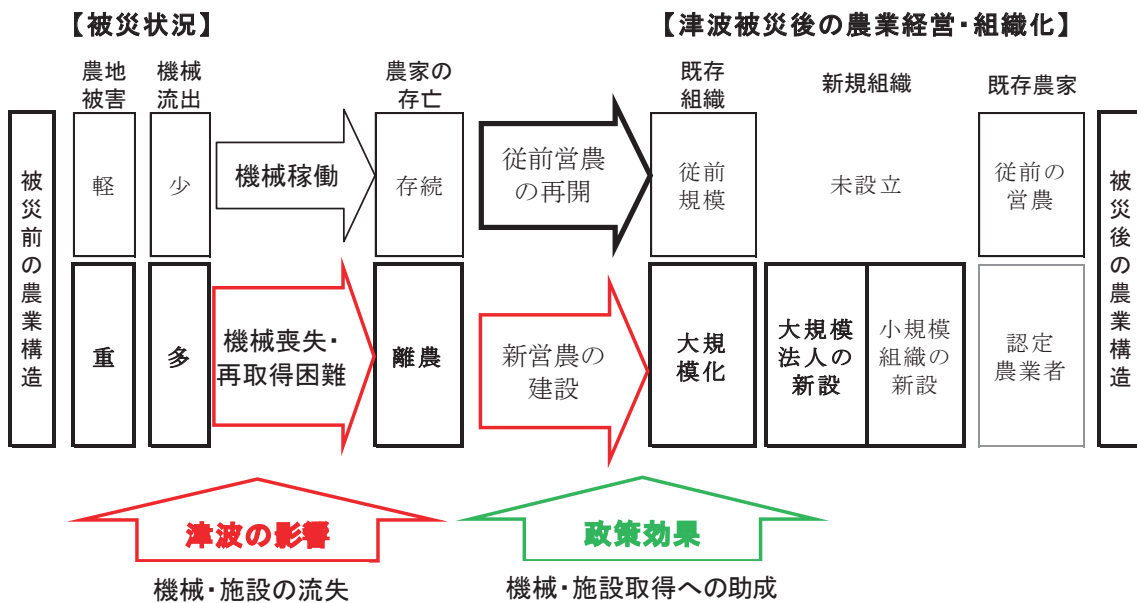 【被災状況】
【津波被災後の農業経営・組織化】
農地
被害
機械
流出
農家の
存亡
既存
組織
新規組織
既存農家
被災前の農業構造
軽
少
機械稼働
存続
従前営農
の再開
従前
規模
未設立
従前の
営農
被災後の農業構造
重
多
機械喪失・
再取得困難
離農
新営農の
建設
大規
模化
大規模
法人の
新設
小規模
組織の
新設
認定
農業者
津波の影響
政策効果
機械・施設の流失
機械・施設取得への助成